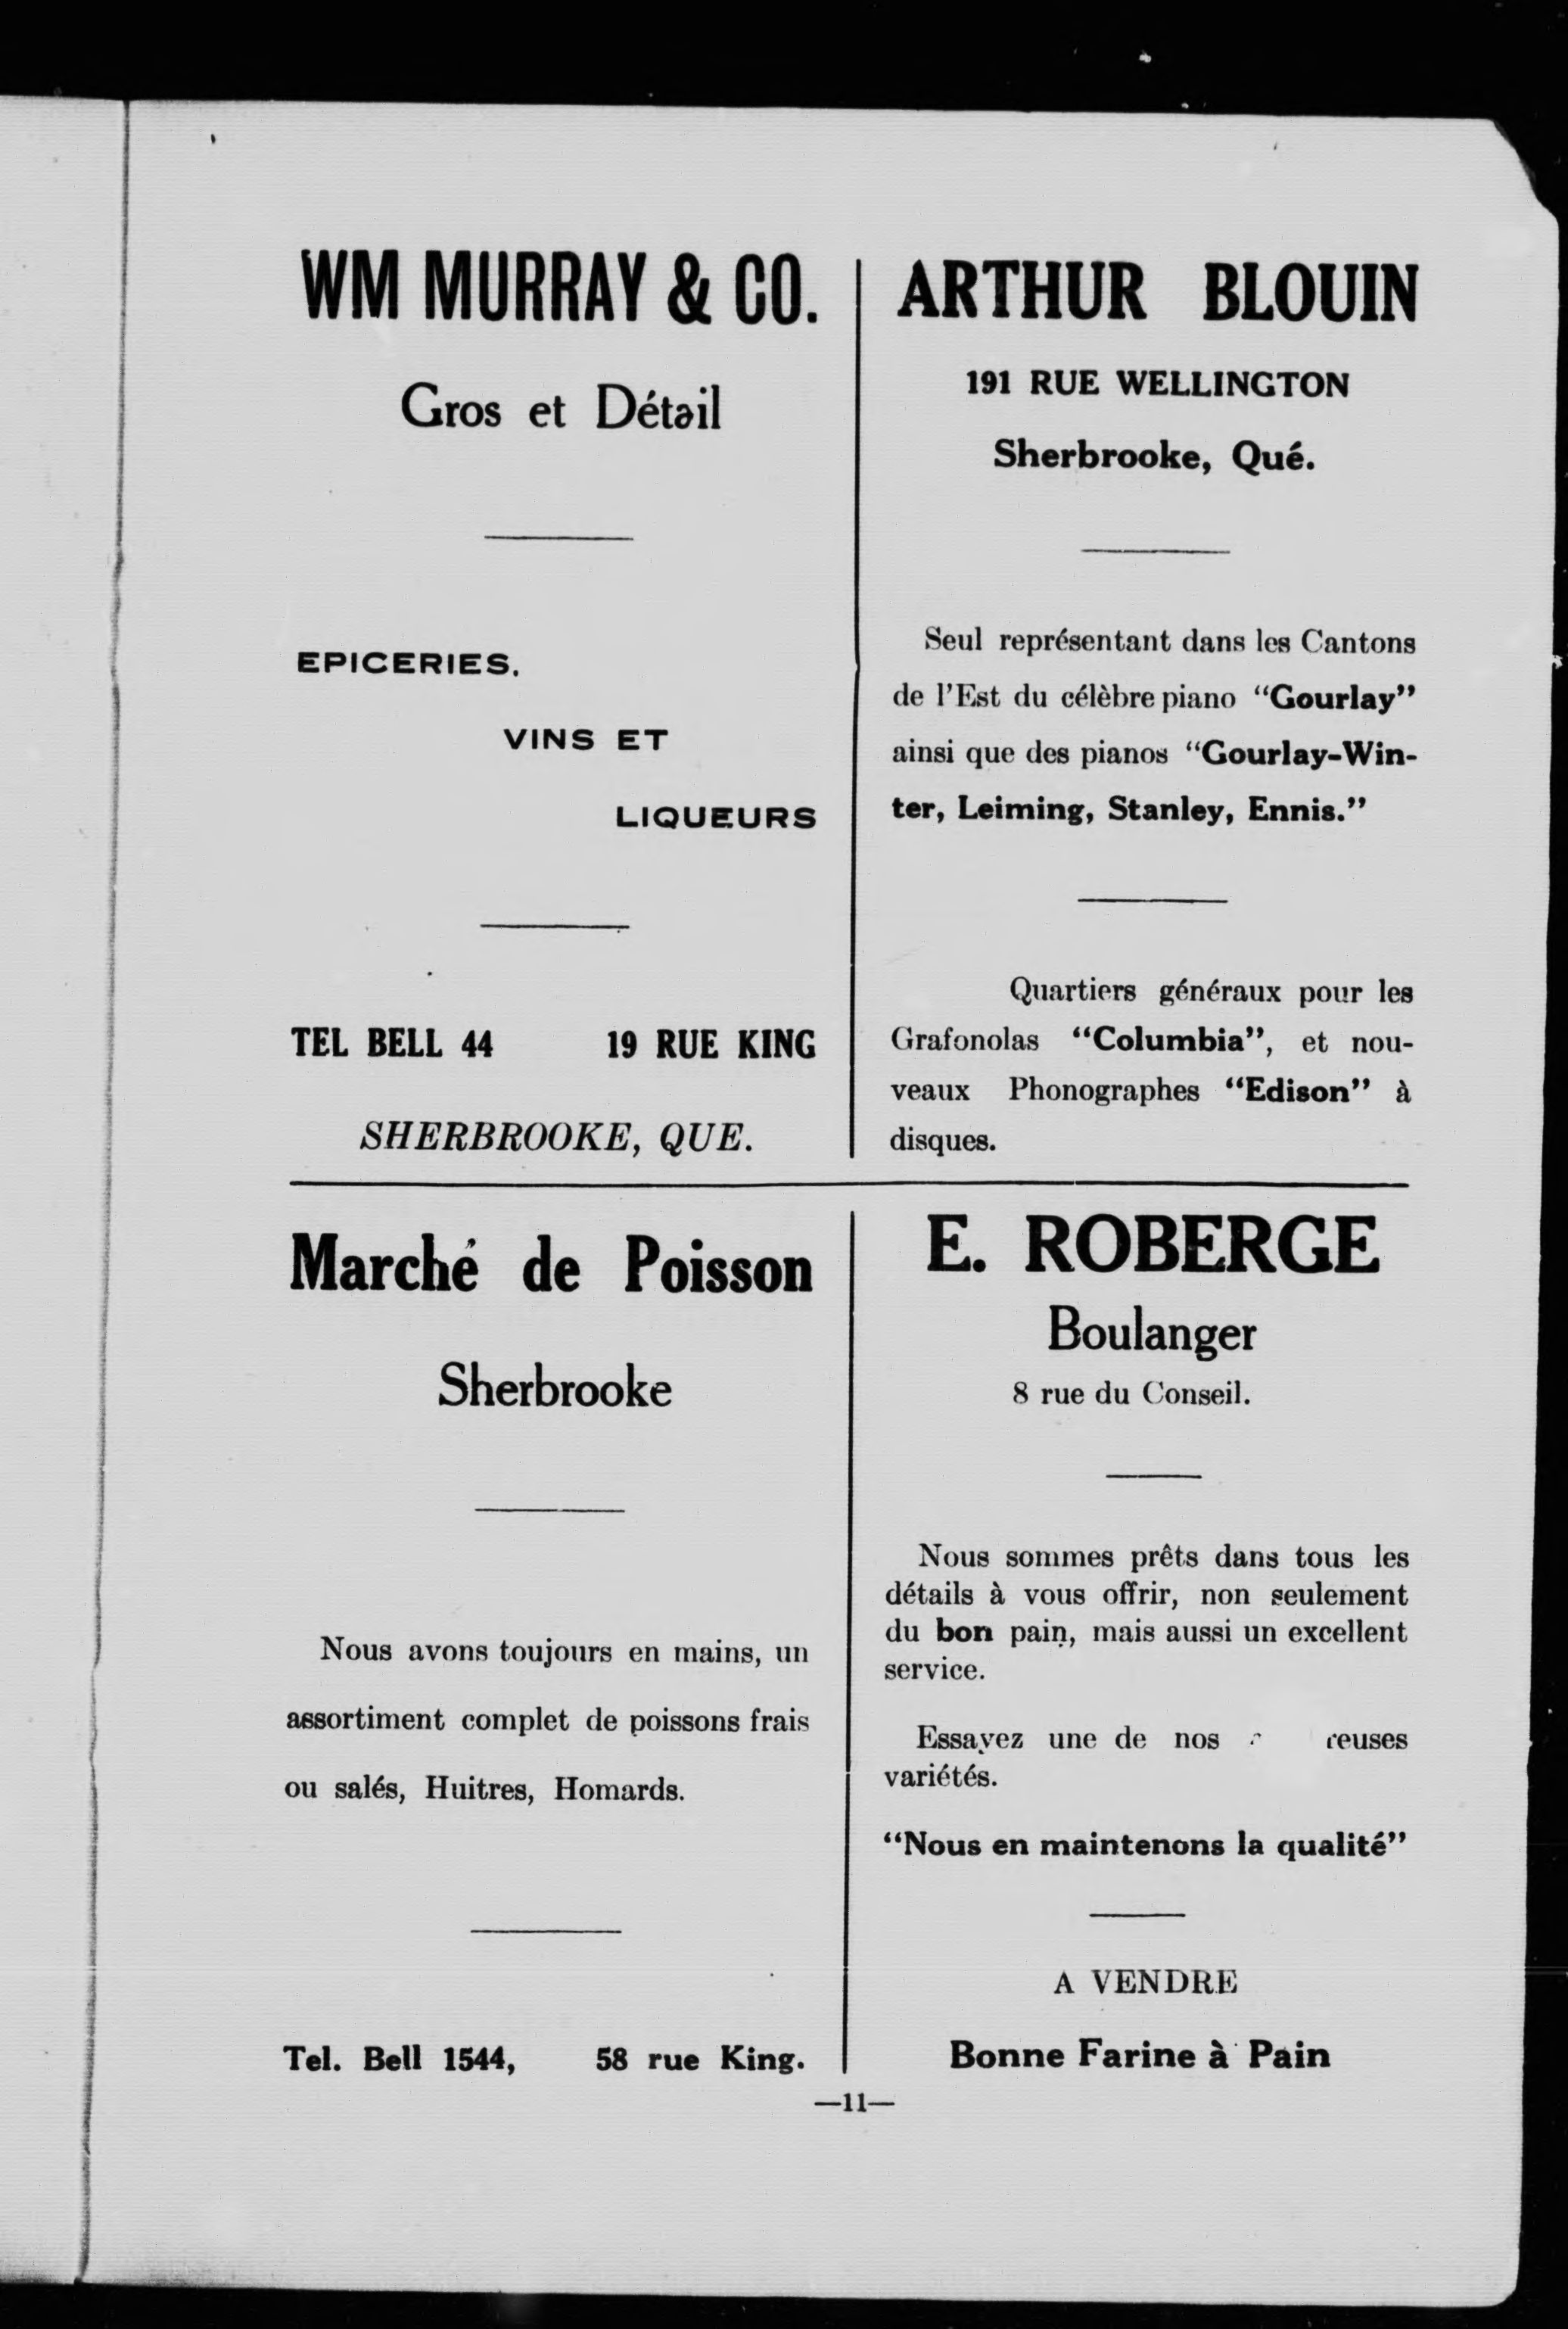 WM MURRAY & CO.
Gros et Détail
EPICERIES,
VINS ET
LIQUEURS
TEL BELL 44 19 RUE KING
SHERBROOKE, QUE.
ARTHUR BLOUIN
191 RUE WELLINGTON
Sherbrooke, Qué.
Seul représentant dans les Cantons
de l'Est du célèbre piano “Gourlay”
ainsi que des pianos “Gourlay-Win-
ter, Leiming, Stanley, Ennis.”
Quartiers généraux pour les
Grafonolas “Columbia”, et nou-
veaux Phonographes “Edison” à
disques.
Marché de Poisson
Sherbrooke
Nous avons toujours en mains, un
assortiment complet de poissons frais
ou salés, Huitres, Homards.
Tel. Bell 1544, 58 rue King.
E. ROBERGE
Boulanger
8 rue du Conseil.
Nous sommes prêts dans tous les
détails à vous offrir, non seulement
du bon pain, mais aussi un excellent
service.
Essayez une de nos
variétés.
“Nous en maintenons la qualité”
A VENDRE
Bonne Farine à Pain
—11—